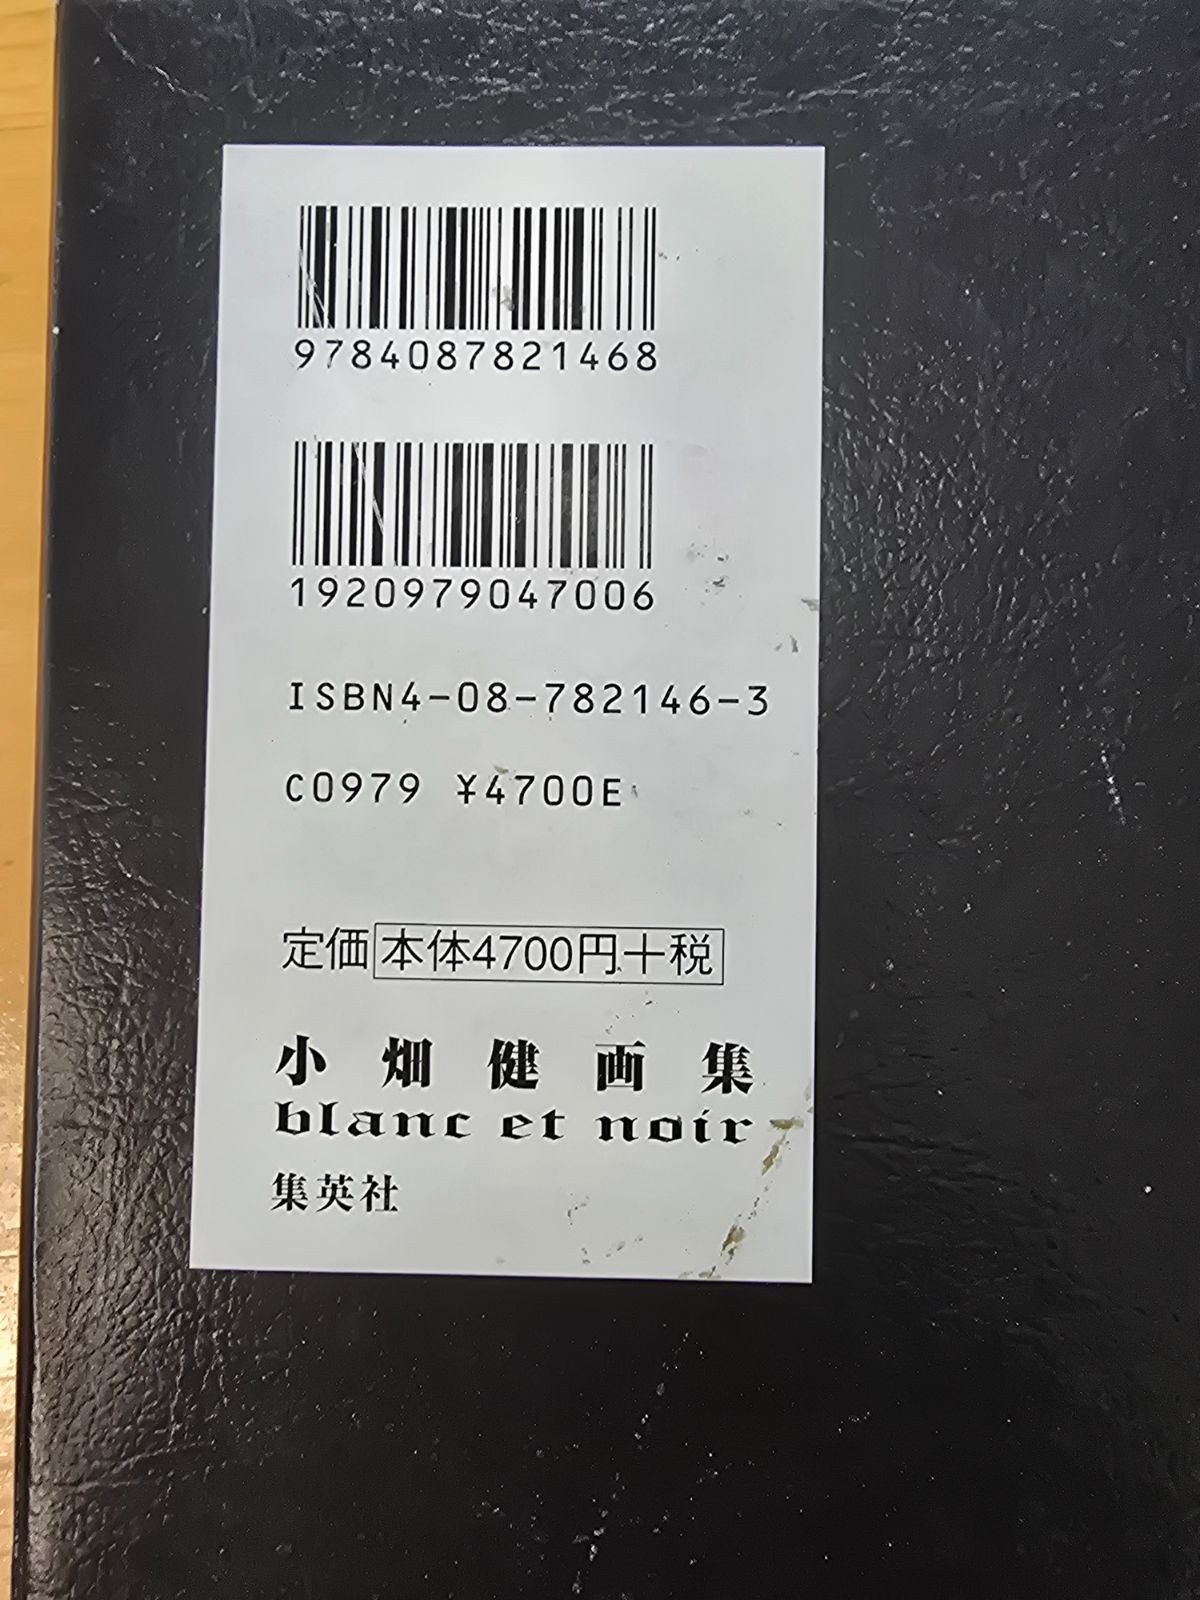 9784087821468
1920979047006
ISBN4-08-782146-3
C0979 ¥4700E
定価 本体4700円+税
小畑健画集
blanc et noir
集英社